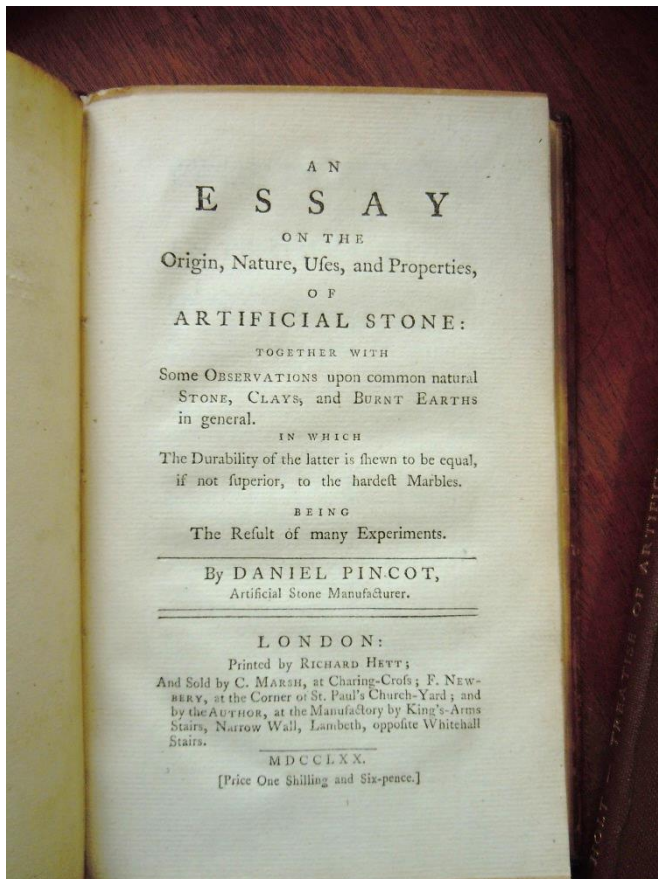 AN
ESSAY
ON THE
Origin, Nature, Uſes, and Properties,
OF
ARTIFICIAL STONE:
TOGETHER WITH
Some OBSERVATIONS upon common natural
STONE, CLAYS, and BURNT EARTHS
in general.
IN WHICH
The Durability of the latter is ſhewn to be equal,
if not ſuperior, to the hardeſt Marbles.
BEING
The Reſult of many Experiments.
By DANIEL PINCOT,
Artificial Stone Manufacturer.
LONDON:
Printed by RICHARD HETT;
And Sold by C. MARSH, at Charing-Croſs; F. NEW-
BERY, at the Corner of St. Paul's Church-Yard; and
by the AUTHOR, at the Manufactory by King's-Arms
Stairs, Narrow Wall, Lambeth, oppoſite Whitehall
Stairs.
MDCCLXX.
[Price One Shilling and Six-pence.]
HOLT — TREATISE OF ARTIFIC